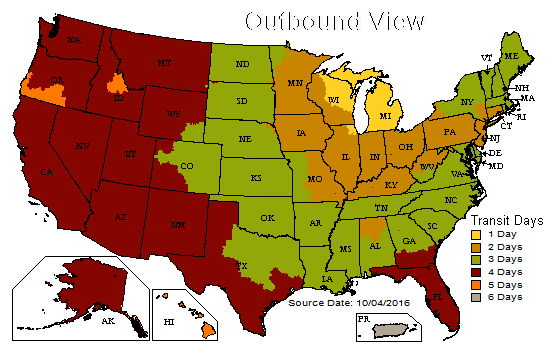 Outbound View
WA
MT
ND
MN
VT
ME
OR
ID
SD
WI
MI
NY
NH
MA
RI
CT
WY
NE
IA
PA
NJ
DE
MD
NV
UT
CO
IL
IN
OH
WV
VA
CA
KS
MO
KY
NC
TN
AZ
NM
OK
AR
SC
MS
AL
GA
TX
LA
FL
AK
HI
PR
Transit Days
1 Day
2 Days
3 Days
4 Days
5 Days
6 Days
Source Date: 10/04/2016